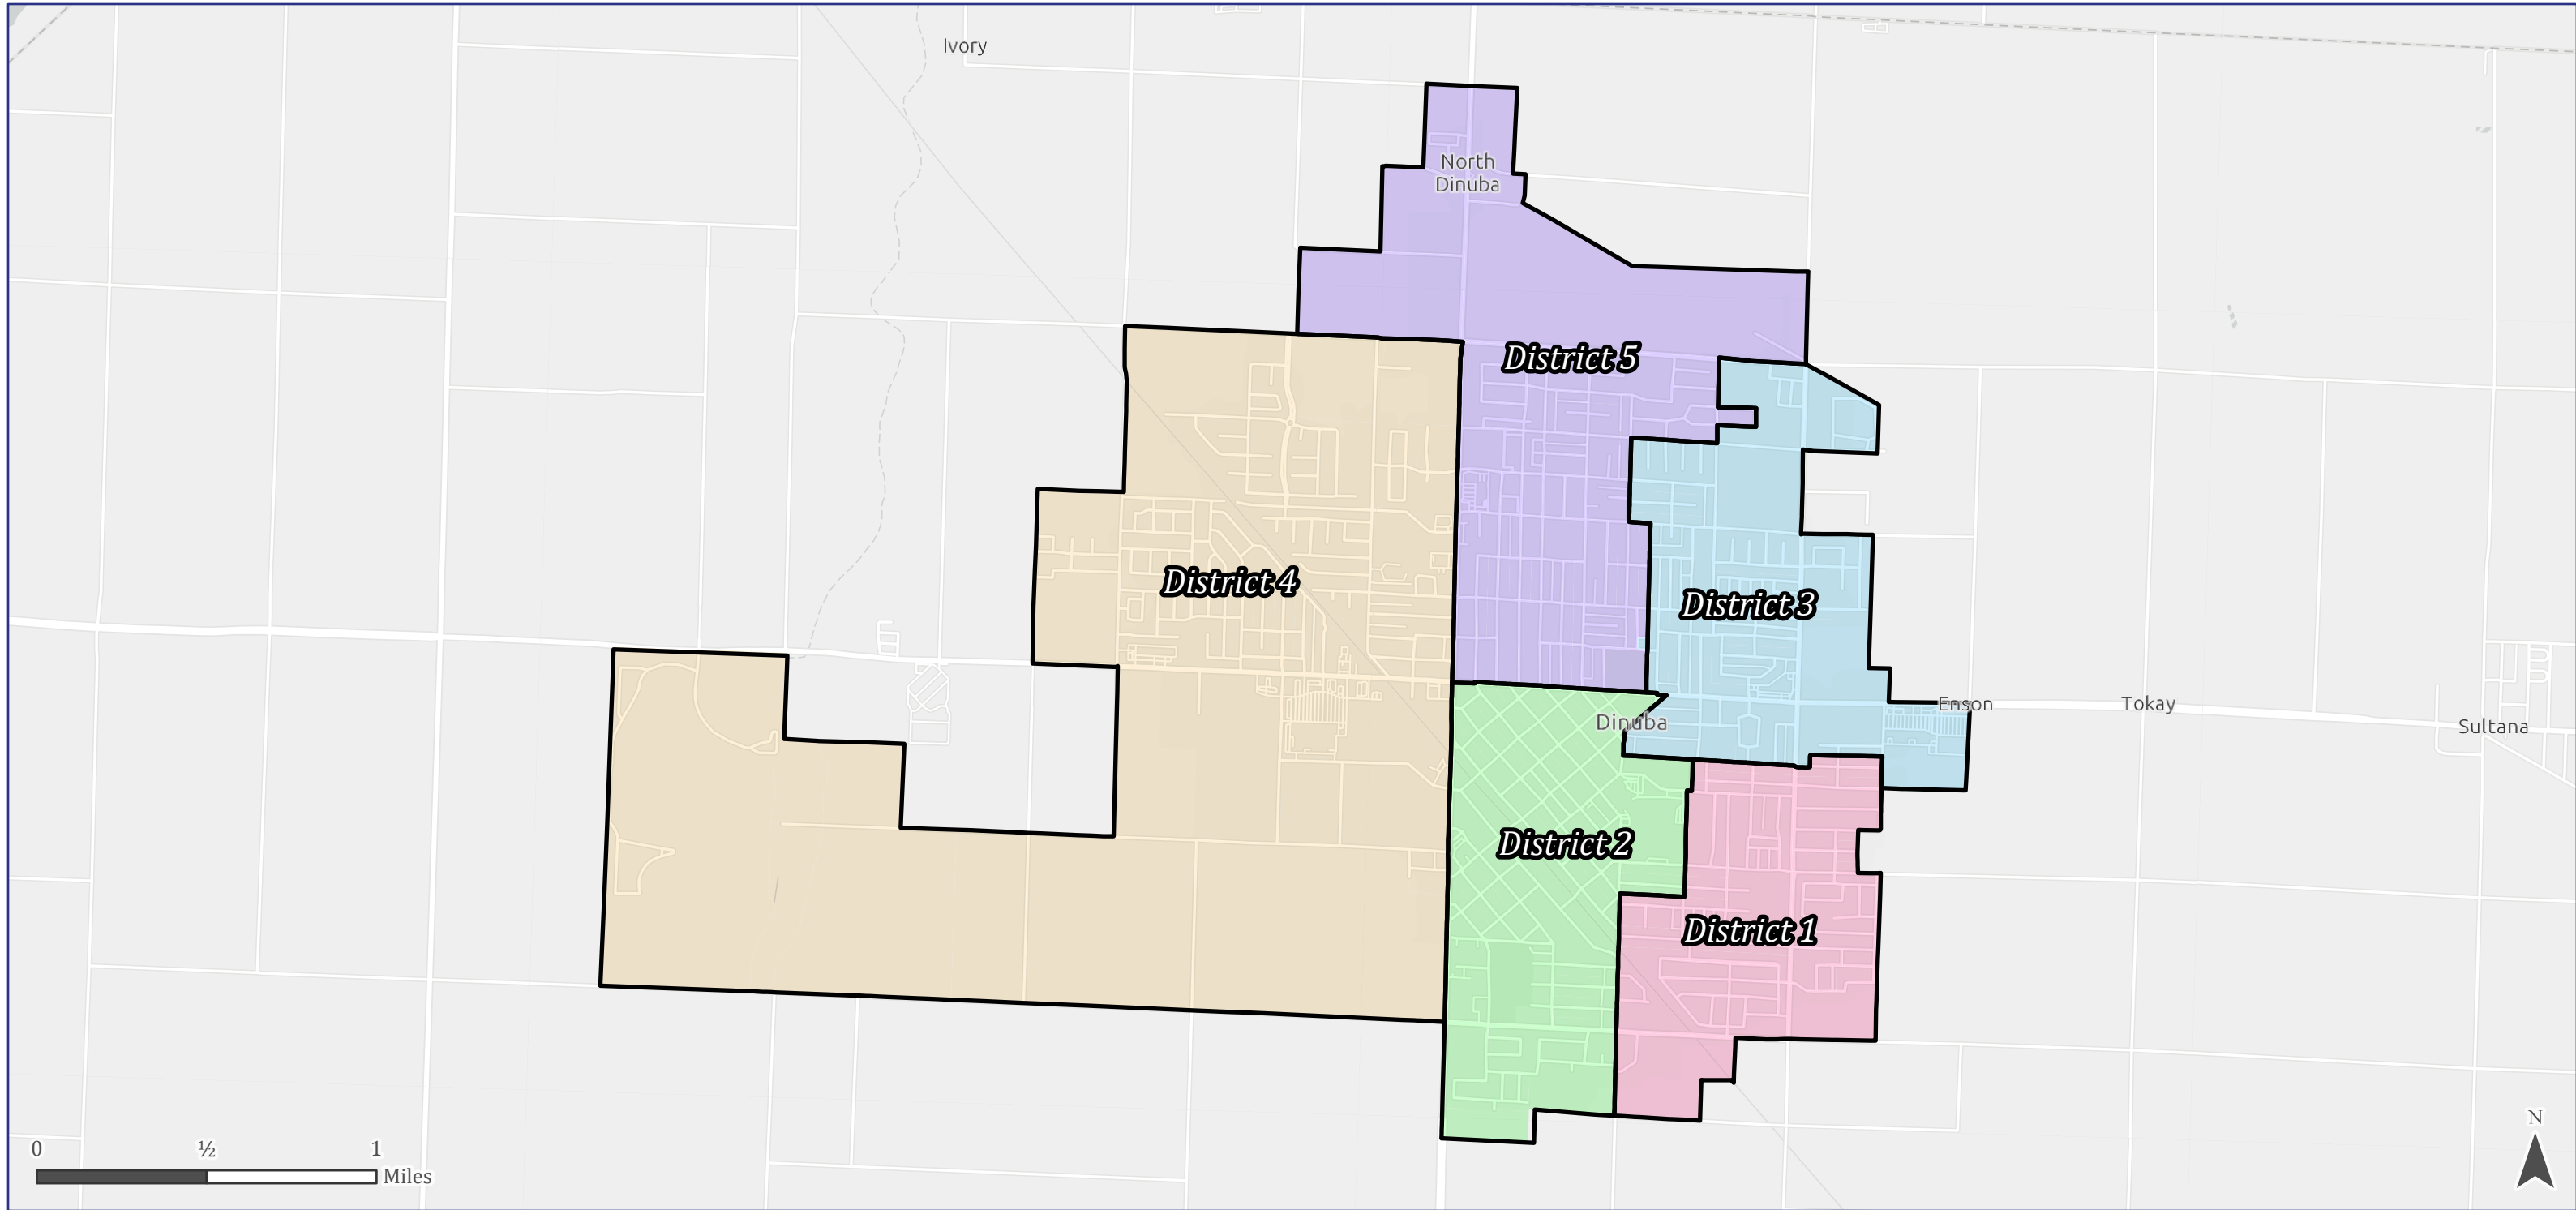 Ivory
North
Dinuba
District 5
District 4
District 3
Enson
Tokay
Dinuba
Sultana
District 2
District 1
N
0
½
1
Miles